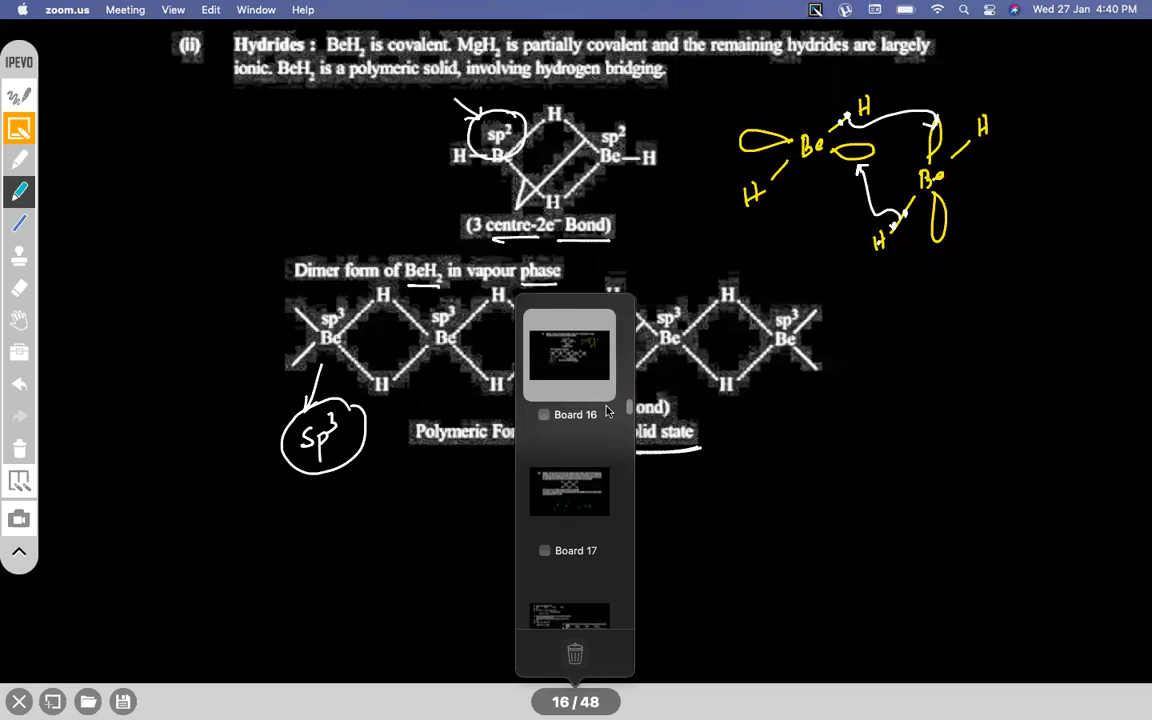 zoom.us Meeting View Edit Window Help Wed 27 Jan 4:40 PM
IPEVO
(ii) Hydrides : BeH2 is covalent. MgH2 is partially covalent and the remaining hydrides are largely
ionic. BeH2 is a polymeric solid, involving hydrogen bridging.
H
sp2 sp2
H Be Be H
H
(3 centre-2e– Bond)
H
Be
H
H
Be
H
Dimer form of BeH2 in vapour phase
H H H H
sp3 sp3 sp3 sp3
Be Be Be Be
H H H
sp3
ond)
Polymeric For lid state
Board 16
Board 17
16 / 48